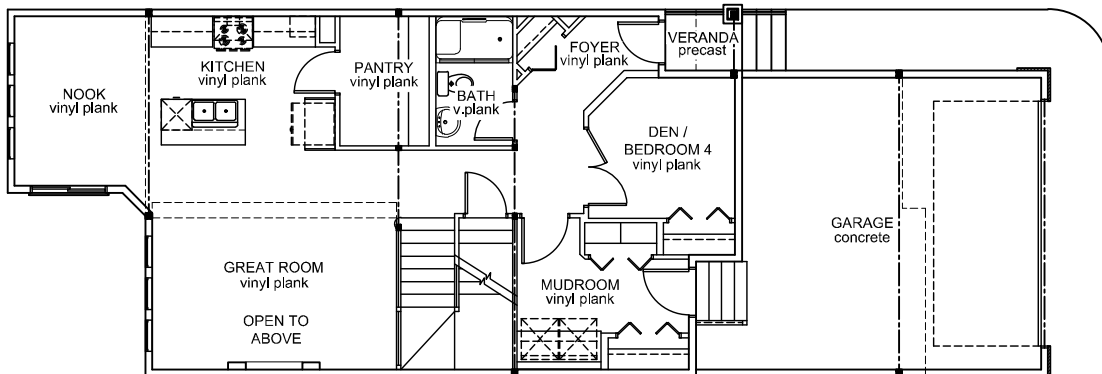 NOOK
vinyl plank
KITCHEN
vinyl plank
PANTRY
vinyl plank
BATH
v.plank
FOYER
vinyl plank
VERANDA
precast
DEN /
BEDROOM 4
vinyl plank
GARAGE
concrete
GREAT ROOM
vinyl plank
OPEN TO
ABOVE
MUDROOM
vinyl plank